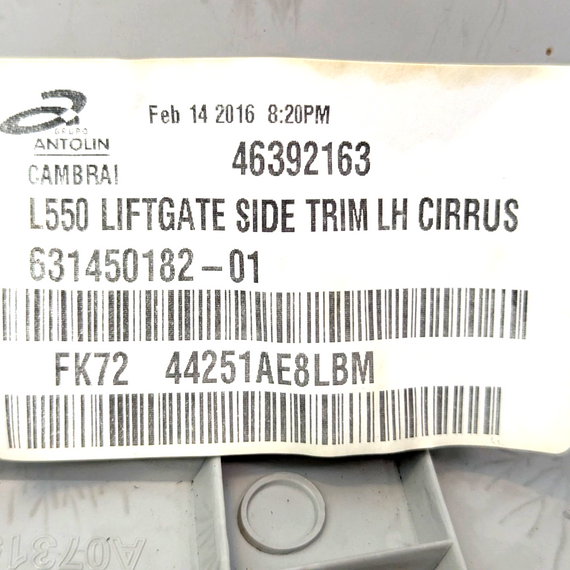 Feb 14 2016 8:20PM
GRUPO
ANTOLIN
46392163
CAMBRAI
L550 LIFTGATE SIDE TRIM LH CIRRUS
631450182-01
FK72 44251AE8LBM